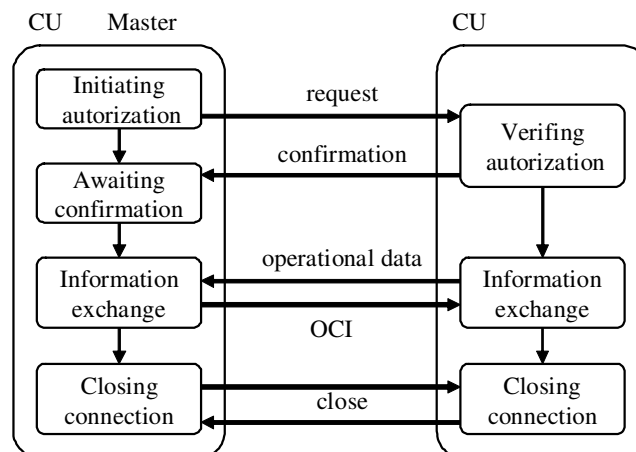 CU Master
CU
Initiating
autorization
request
Verifing
autorization
confirmation
Awaiting
confirmation
operational data
Information
exchange
Information
exchange
OCI
Closing
connection
close
Closing
connection